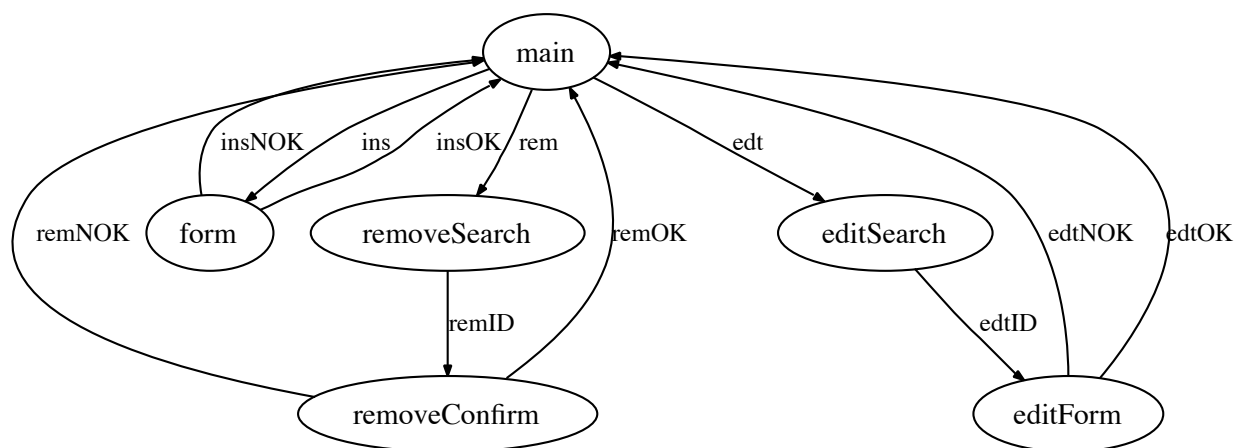 main
insNOK ins insOK rem edt
form removeSearch editSearch
remNOK remOK edtNOK edtOK
remID edtID
removeConfirm editForm